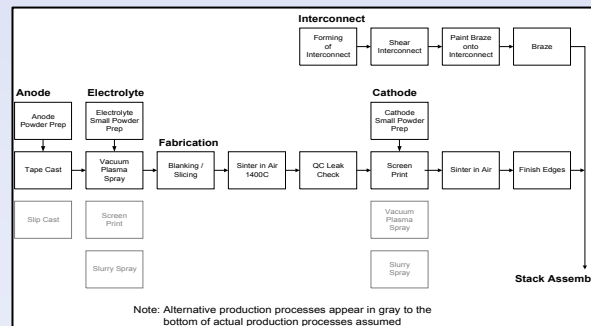 Interconnect
Forming
of
Interconnect
Shear
Interconnect
Paint Braze
onto
Interconnect
Braze
Anode
Electrolyte
Cathode
Anode
Powder Prep
Electrolyte
Small Powder
Prep
Fabrication
Cathode
Small Powder
Prep
Tape Cast
Vacuum
Plasma
Spray
Blanking /
Slicing
Sinter in Air
1400C
QC Leak
Check
Screen
Print
Sinter in Air
Finish Edges
Slip Cast
Screen
Print
Vacuum
Plasma
Spray
Slurry Spray
Slurry
Spray
Stack Assemb
Note: Alternative production processes appear in gray to the
bottom of actual production processes assumed